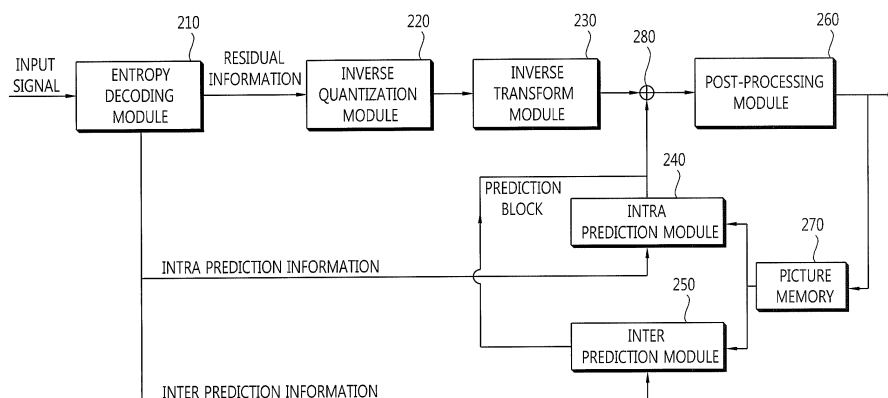 210
220
230
260
280
INPUT
SIGNAL
ENTROPY
DECODING
MODULE
RESIDUAL
INFORMATION
INVERSE
QUANTIZATION
MODULE
INVERSE
TRANSFORM
MODULE
POST-PROCESSING
MODULE
PREDICTION
BLOCK
240
INTRA
PREDICTION MODULE
270
PICTURE
MEMORY
INTRA PREDICTION INFORMATION
250
INTER
PREDICTION MODULE
INTER PREDICTION INFORMATION